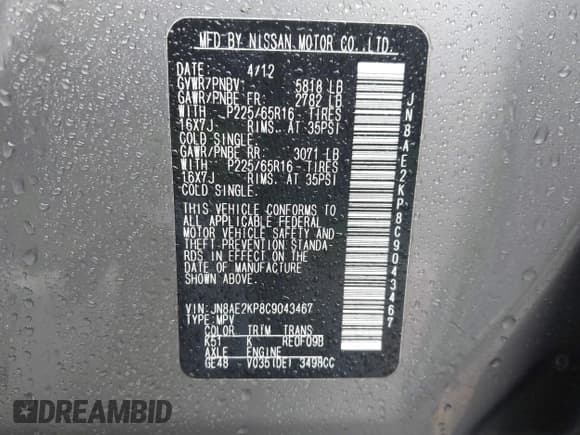 MFD BY NISSAN MOTOR CO.,LTD.
DATE: 4/12
GVWR/PNBV 5818 LB
GAWR/PNBE FR: 2782 LB
WITH P225/65R16 - TIRES
16X7J RIMS. AT 35PSI
COLD SINGLE.
GAWR/PNBE RR: 3071 LB
WITH P225/65R16 - TIRES
16X7J RIMS. AT 35PSI
COLD SINGLE.
THIS VEHICLE CONFORMS TO
ALL APPLICABLE FEDERAL
MOTOR VEHICLE SAFETY AND
THEFT PREVENTION STANDA-
RDS IN EFFECT ON THE
DATE OF MANUFACTURE
SHOWN ABOVE.
VIN: JN8AE2KP8C9043467
TYPE: MPV
COLOR TRIM TRANS
K51 K RE0F09B
AXLE ENGINE
GE48 VQ35(DE) 3498CC
JN8AE2KP8C9043467
DREAMBID